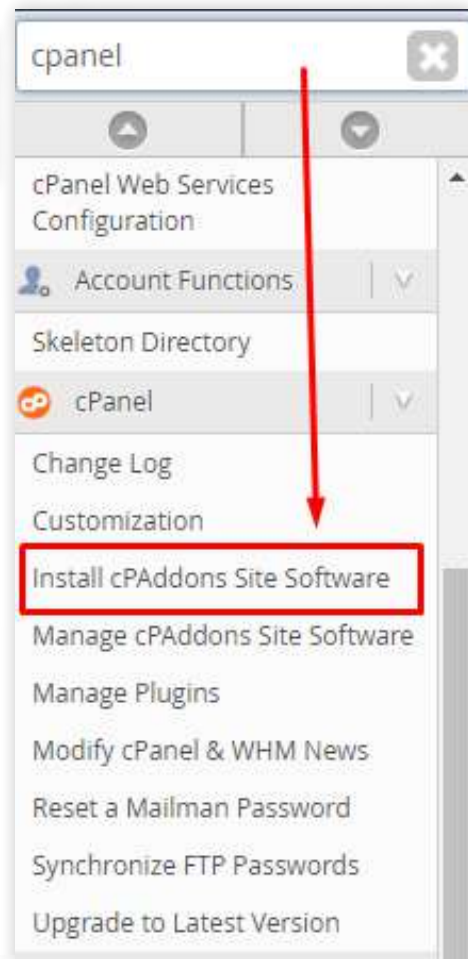 cpanel
cPanel Web Services
Configuration
Account Functions
Skeleton Directory
cPanel
Change Log
Customization
Install cPAddons Site Software
Manage cPAddons Site Software
Manage Plugins
Modify cPanel & WHM News
Reset a Mailman Password
Synchronize FTP Passwords
Upgrade to Latest Version